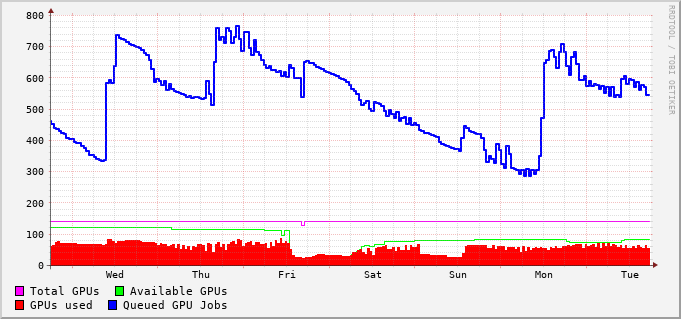 800
700
600
500
400
300
200
100
0
Wed Thu Fri Sat Sun Mon Tue
Total GPUs Available GPUs
GPUs used Queued GPU Jobs
RRDTOOL / TOBI OETIKER